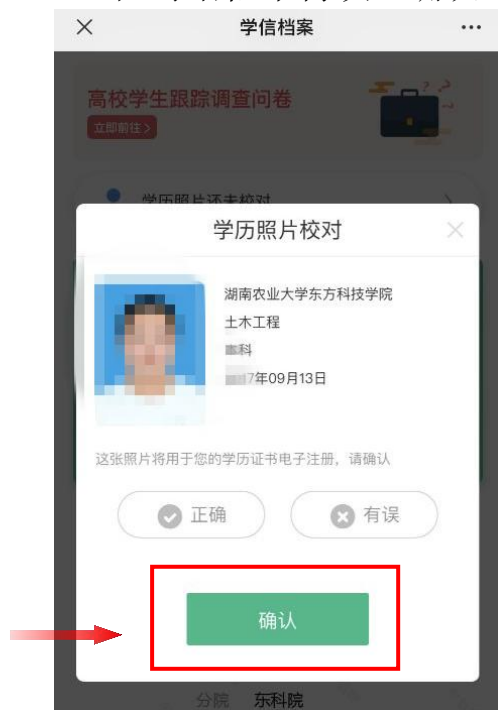 学信档案
高校学生跟踪调查问卷
立即前往>
学历照片还未校对
学历照片校对
湖南农业大学东方科技学院
土木工程
科
7年09月13日
这张照片将用于您的学历证书电子注册，请确认
正确
有误
确认
分院 东科院